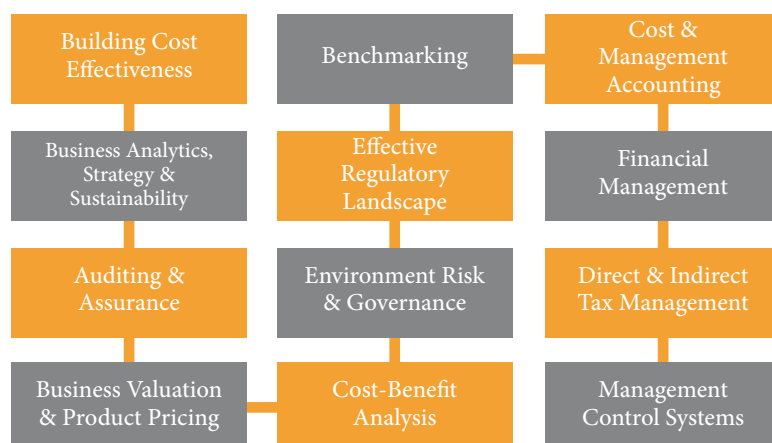 Building Cost
Effectiveness
Business Analytics,
Strategy &
Sustainability
Auditing &
Assurance
Business Valuation
& Product Pricing
Cost-Benefit
Analysis
Environment Risk
& Governance
Effective
Regulatory
Landscape
Benchmarking
Cost &
Management
Accounting
Financial
Management
Direct & Indirect
Tax Management
Management
Control Systems